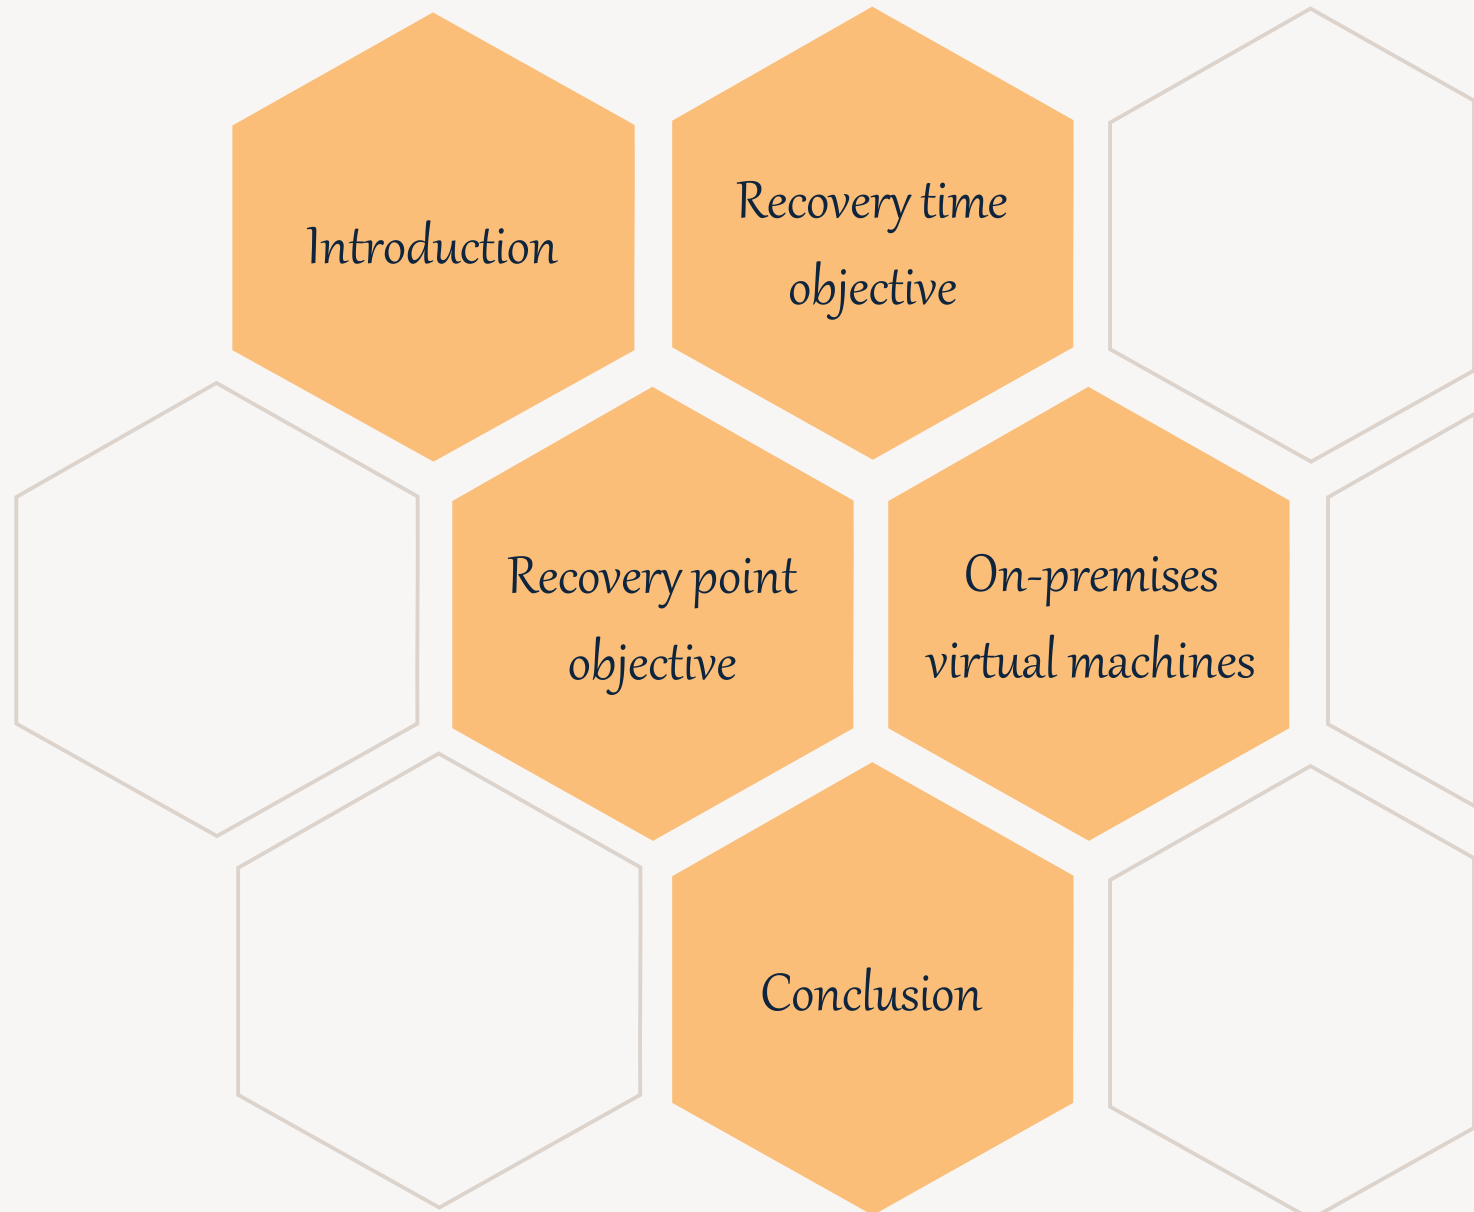 Introduction
Recovery time
objective
Recovery point
objective
On-premises
virtual machines
Conclusion